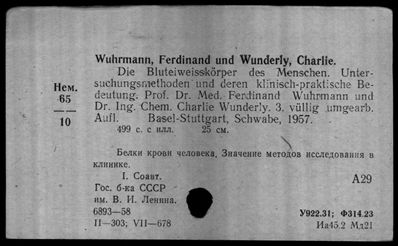 Wuhrmann, Ferdinand und Wunderly, Charlie.
Die Bluteiweisskörper des Menschen. Unter-
suchungsmethoden und deren klinisch-praktische Be-
deutung. Prof. Dr. Med. Ferdinand Wuhrmann und
Dr. Ing. Chem. Charlie Wunderly. 3. völlig umgearb.
Aufl. Basel-Stuttgart, Schwabe, 1957.
499 с. с илл. 25 см.
Нем.
65
10
Белки крови человека, Значение методов исследования в
клинике.
I. Соавт.
А29
Гос. б-ка СССР
им. В. И. Ленина.
6893—58
У922.31; Ф314.23
II—303; VII—678
Иа45.2 Мд21